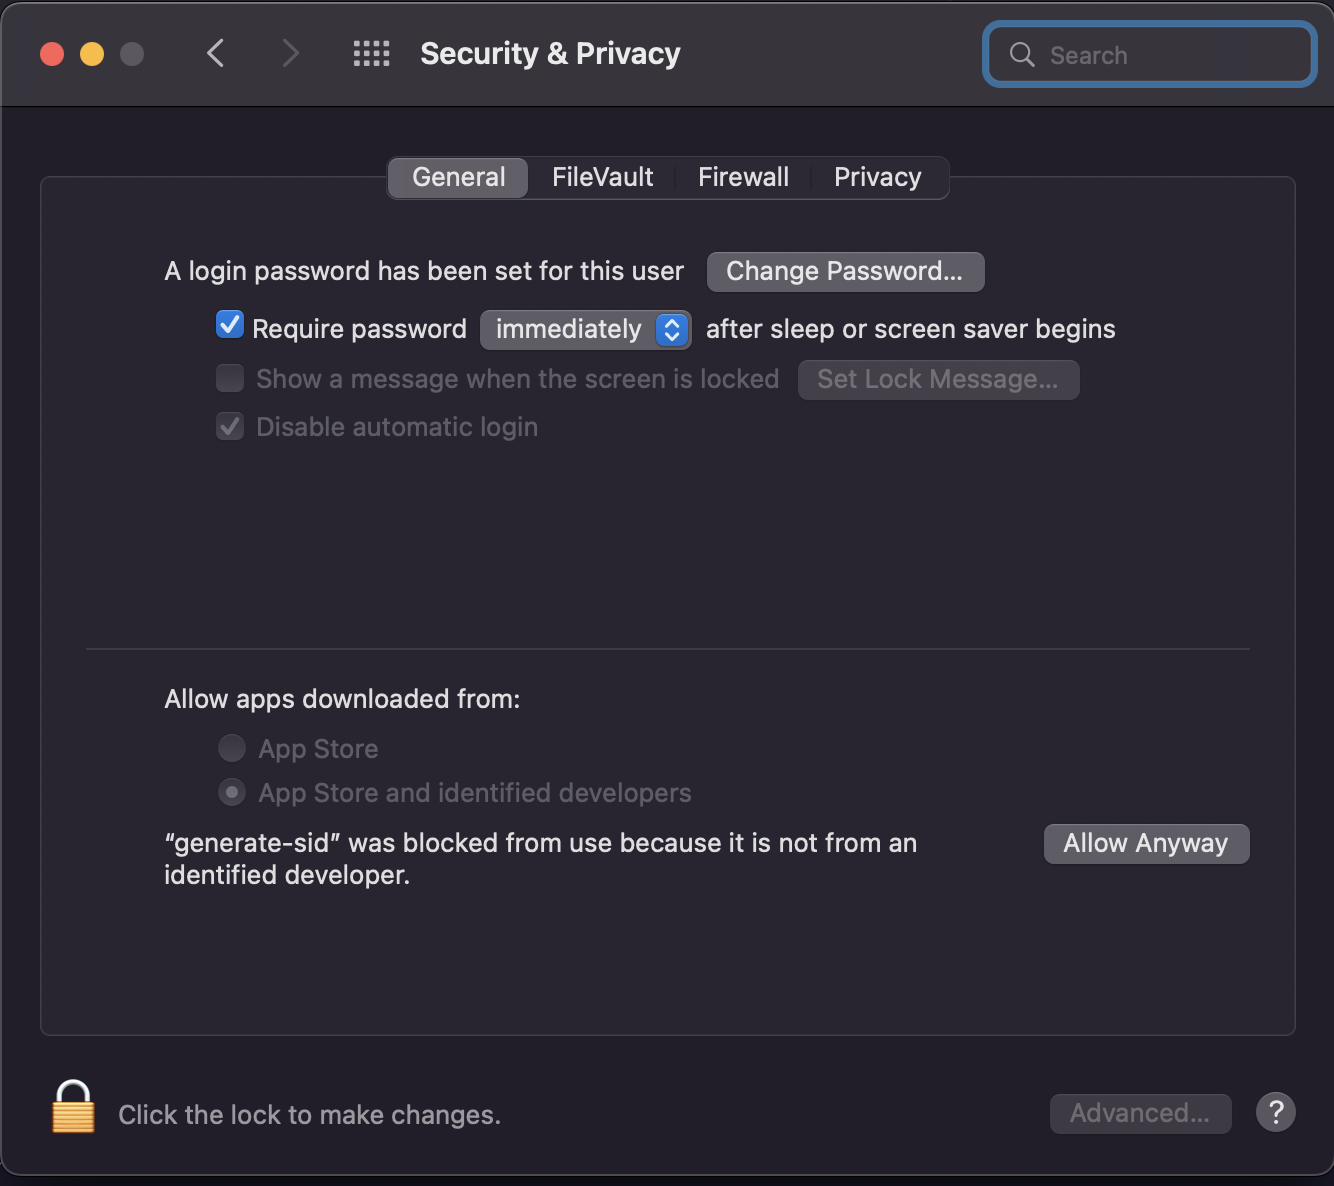 Security & Privacy
Search
General FileVault Firewall Privacy
A login password has been set for this user Change Password...
Require password immediately after sleep or screen saver begins
Show a message when the screen is locked Set Lock Message...
Disable automatic login
Allow apps downloaded from:
App Store
App Store and identified developers
“generate-sid” was blocked from use because it is not from an
identified developer.
Allow Anyway
Click the lock to make changes.
Advanced...
?